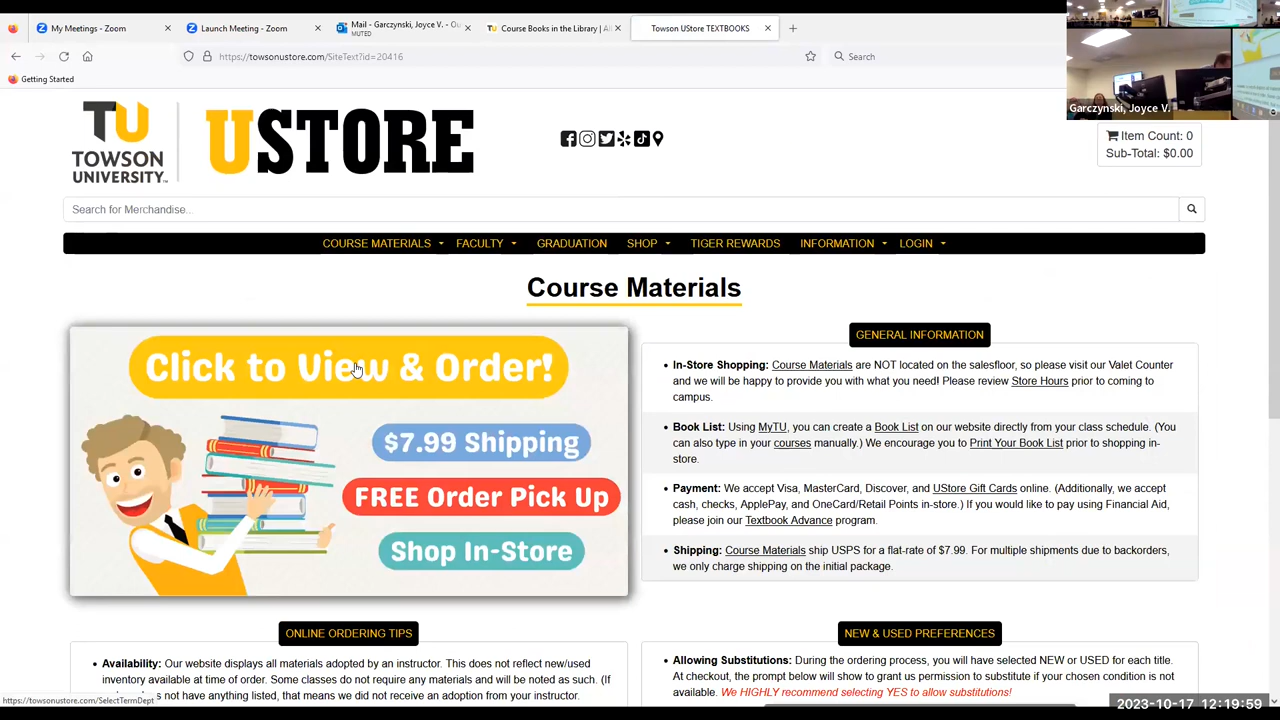 My Meetings - Zoom
Launch Meeting - Zoom
Mail - Garczynski, Joyce V. - Ou
MUTED
Course Books in the Library | Al
Towson UStore TEXTBOOKS
https://towsonustore.com/SiteText?id=20416
Search
Getting Started
Garczynski, Joyce V.
TU
TOWSON
UNIVERSITY
USTORE
Item Count: 0
Sub-Total: $0.00
Search for Merchandise...
COURSE MATERIALS FACULTY GRADUATION SHOP TIGER REWARDS INFORMATION LOGIN
Course Materials
Click to View & Order!
$7.99 Shipping
FREE Order Pick Up
Shop In-Store
GENERAL INFORMATION
• In-Store Shopping: Course Materials are NOT located on the salesfloor, so please visit our Valet Counter
and we will be happy to provide you with what you need! Please review Store Hours prior to coming to
campus.
• Book List: Using MyTU, you can create a Book List on our website directly from your class schedule. (You
can also type in your courses manually.) We encourage you to Print Your Book List prior to shopping in-
store.
• Payment: We accept Visa, MasterCard, Discover, and UStore Gift Cards online. (Additionally, we accept
cash, checks, ApplePay, and OneCard/Retail Points in-store.) If you would like to pay using Financial Aid,
please join our Textbook Advance program.
• Shipping: Course Materials ship USPS for a flat-rate of $7.99. For multiple shipments due to backorders,
we only charge shipping on the initial package.
ONLINE ORDERING TIPS
• Availability: Our website displays all materials adopted by an instructor. This does not reflect new/used
inventory available at time of order. Some classes do not require any materials and will be noted as such. (If
s not have anything listed, that means we did not receive an adoption from your instructor.
NEW & USED PREFERENCES
• Allowing Substitutions: During the ordering process, you will have selected NEW or USED for each title.
At checkout, the prompt below will show to grant us permission to substitute if your chosen condition is not
available. We HIGHLY recommend selecting YES to allow substitutions!
https://towsonustore.com/SelectTermDept
2023-10-17 12:19:59